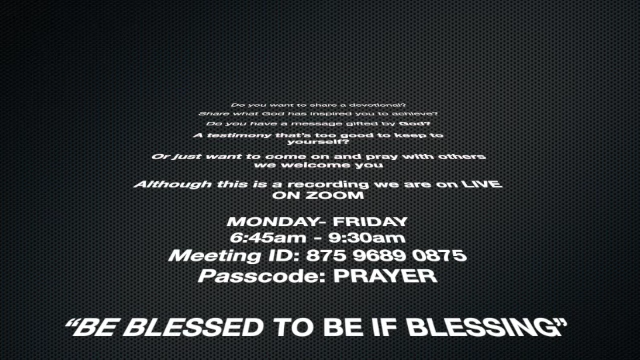 Do you want to share a devotional?
Share what God has inspired you to achieve?
Do you have a message gifted by God?
A testimony that's too good to keep to
yourself?
Or just want to come on and pray with others
we welcome you
Although this is a recording we are on LIVE
ON ZOOM
MONDAY- FRIDAY
6:45am - 9:30am
Meeting ID: 875 9689 0875
Passcode: PRAYER
“BE BLESSED TO BE IF BLESSING”